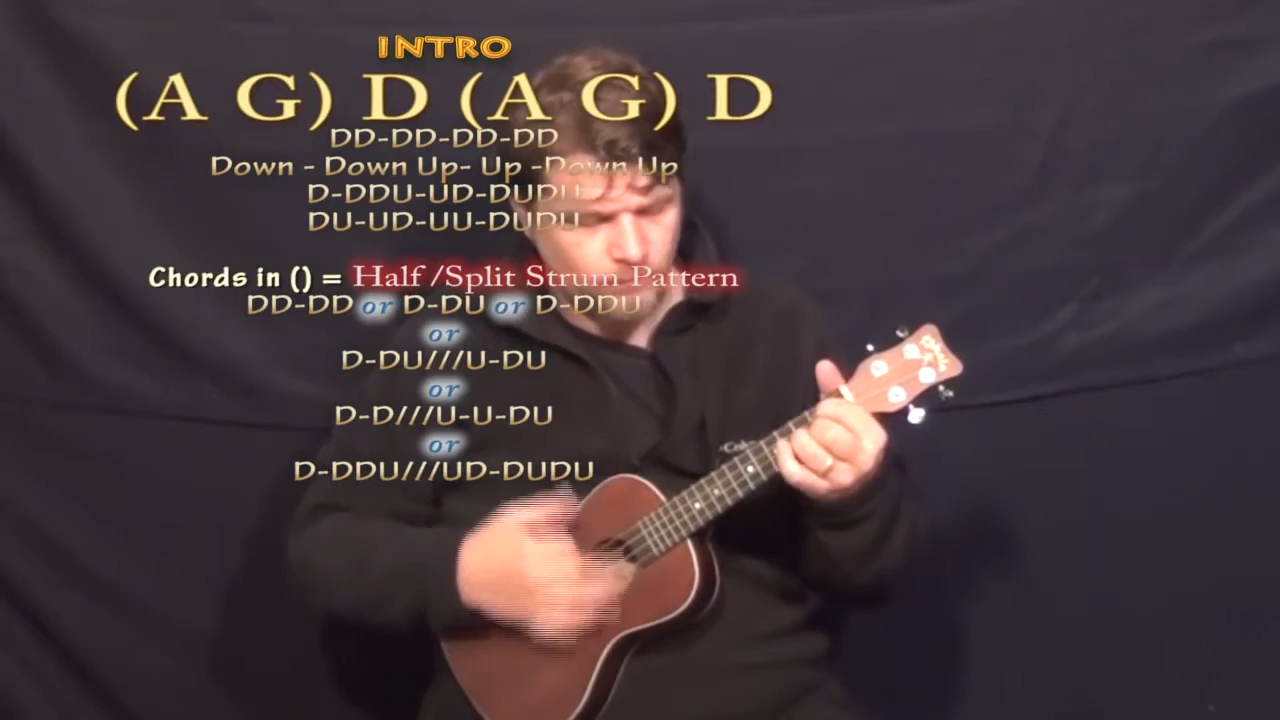 INTRO
(A G) D (A G) D
DD-DD-DD-DD
Down - Down Up- Up -Down Up
D-DDU-UD-DUDU
DU-UD-UU-DUDU
Chords in () = Half /Split Strum Pattern
DD-DD or D-DU or D-DDU
or
D-DU///U-DU
or
D-D///U-U-DU
or
D-DDU///UD-DUDU